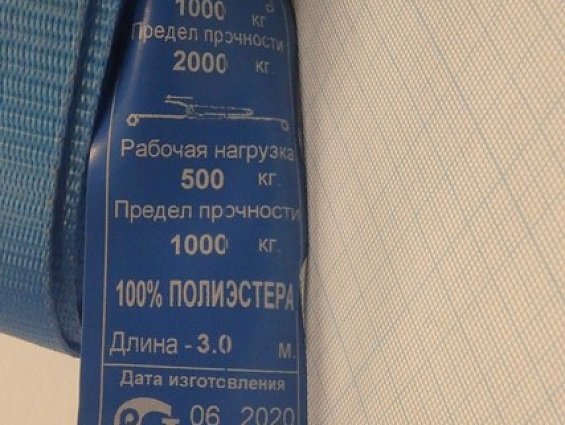 1000 кг
Предел прочности
2000 кг.
Рабочая нагрузка
500 кг.
Предел прочности
1000 кг.
100% ПОЛИЭСТЕРА
Длина - 3.0 м.
Дата изготовления
06 2020